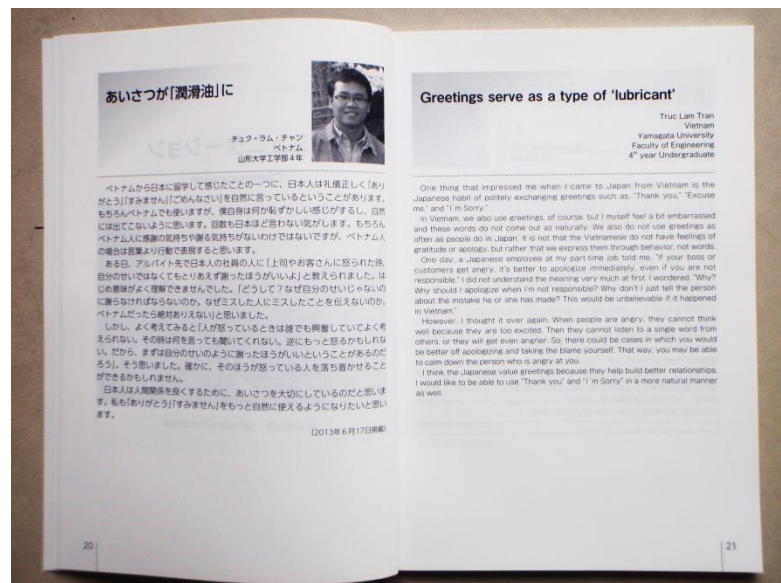 あいさつが「潤滑油」に
チュク・ラム・チャン
ベトナム
山形大学工学部4年
ベトナムから日本に留学して感じたことの一つに、日本人は礼儀正しく「あり
がとう」「すみません」「ごめんなさい」を自然に言っているということがあります。
もちろんベトナムでも使いますが、僕自身は何か恥ずかしい感じがするし、自然
には出てこないように思います。回数も日本ほど言わない気がします。もちろん
ベトナム人に感謝の気持ちや謝る気持ちがないわけではないですが、ベトナム人
の場合は言葉より行動で表現すると思います。
ある日、アルバイト先で日本人の社員の人に「上司やお客さんに怒られた時、
自分のせいではなくてもとりあえず謝ったほうがいいよ」と教えられました。は
じめ意味がよく理解できませんでした。「どうして？なぜ自分のせいじゃないの
に謝らなければならないのか。なぜミスした人にミスしたことを伝えないのか。
ベトナムだったら絶対ありえない」と思いました。
しかし、よく考えてみると「人が怒っているときは誰でも興奮していてよく考
えられない。その時は何を言っても聞いてくれない。逆にもっと怒るかもしれな
い。だから、まずは自分のせいのように謝ったほうがいいということがあるのだ
ろう」。そう思いました。確かに、そのほうが怒っている人を落ち着かせること
ができるかもしれません。
日本人は人間関係を良くするために、あいさつを大切にしているのだと思いま
す。私も「ありがとう」「すみません」をもっと自然に使えるようになりたいと思い
ます。
(2013年6月17日掲載)
20
Greetings serve as a type of 'lubricant'
Truc Lam Tran
Vietnam
Yamagata University
Faculty of Engineering
4th year Undergraduate
One thing that impressed me when I came to Japan from Vietnam is the
Japanese habit of politely exchanging greetings such as, "Thank you," "Excuse
me," and "I'm Sorry."
In Vietnam, we also use greetings, of course, but I myself feel a bit embarrassed
and these words do not come out as naturally. We also do not use greetings as
often as people do in Japan. It is not that the Vietnamese do not have feelings of
gratitude or apology, but rather that we express them through behavior, not words.
One day, a Japanese employee at my part-time job told me, "If your boss or
customers get angry, it's better to apologize immediately, even if you are not
responsible." I did not understand the meaning very much at first. I wondered, "Why?
Why should I apologize when I'm not responsible? Why don't I just tell the person
about the mistake he or she has made? This would be unbelievable if it happened
in Vietnam."
However, I thought it over again. When people are angry, they cannot think
well because they are too excited. Then they cannot listen to a single word from
others, or they will get even angrier. So, there could be cases in which you would
be better off apologizing and taking the blame yourself. That way, you may be able
to calm down the person who is angry at you.
I think the Japanese value greetings because they help build better relationships.
I would like to be able to use "Thank you" and "I'm Sorry" in a more natural manner
as well.
21